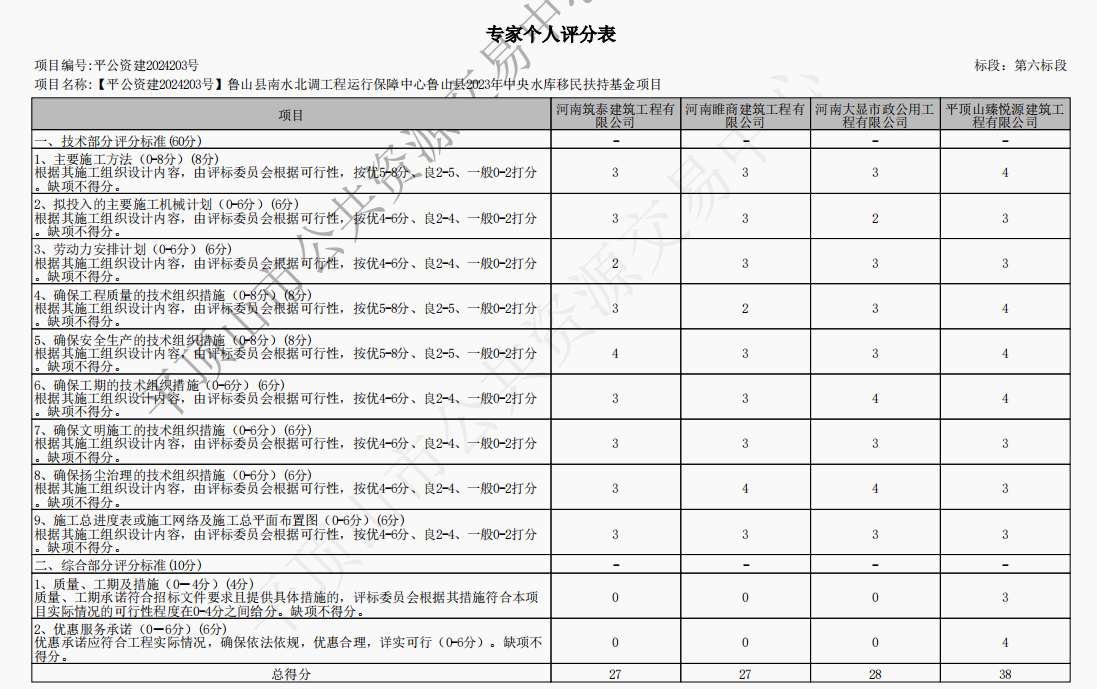 专家个人评分表
项目编号:平公资建2024203号
标段：第六标段
项目名称:【平公资建2024203号】鲁山县南水北调工程运行保障中心鲁山县2023年中央水库移民扶持基金项目
项目
河南筑泰建筑工程有
限公司
河南睢商建筑工程有
限公司
河南大显市政公用工
程有限公司
平顶山臻悦源建筑工
程有限公司
一、技术部分评分标准(60分) - - - -
1、主要施工方法（0-8分）(8分)
根据其施工组织设计内容，由评标委员会根据可行性，按优5-8分、良2-5、一般0-2打分
。缺项不得分。
3 3 3 4
2、拟投入的主要施工机械计划（0-6分）(6分)
根据其施工组织设计内容，由评标委员会根据可行性，按优4-6分、良2-4、一般0-2打分
。缺项不得分。
3 3 2 3
3、劳动力安排计划（0-6分）(6分)
根据其施工组织设计内容，由评标委员会根据可行性，按优4-6分、良2-4、一般0-2打分
。缺项不得分。
2 3 3 3
4、确保工程质量的技术组织措施（0-8分）(8分)
根据其施工组织设计内容，由评标委员会根据可行性，按优5-8分、良2-5、一般0-2打分
。缺项不得分。
3 2 3 4
5、确保安全生产的技术组织措施（0-8分）(8分)
根据其施工组织设计内容，由评标委员会根据可行性，按优5-8分、良2-5、一般0-2打分
。缺项不得分。
4 3 3 4
6、确保工期的技术组织措施（0-6分）(6分)
根据其施工组织设计内容，由评标委员会根据可行性，按优4-6分、良2-4、一般0-2打分
。缺项不得分。
3 3 4 4
7、确保文明施工的技术组织措施（0-6分）(6分)
根据其施工组织设计内容，由评标委员会根据可行性，按优4-6分、良2-4、一般0-2打分
。缺项不得分。
3 3 3 3
8、确保扬尘治理的技术组织措施（0-6分）(6分)
根据其施工组织设计内容，由评标委员会根据可行性，按优4-6分、良2-4、一般0-2打分
。缺项不得分。
3 4 4 3
9、施工总进度表或施工网络及施工总平面布置图（0-6分）(6分)
根据其施工组织设计内容，由评标委员会根据可行性，按优4-6分、良2-4、一般0-2打分
。缺项不得分。
3 3 3 3
二、综合部分评分标准(10分) - - - -
1、质量、工期及措施（0—4分）(4分)
质量、工期承诺符合招标文件要求且提供具体措施的，评标委员会根据其措施符合本项
目实际情况的可行性程度在0-4分之间给分。缺项不得分。
0 0 0 3
2、优惠服务承诺（0—6分）(6分)
优惠承诺应符合工程实际情况，确保依法依规，优惠合理，详实可行（0-6分）。缺项不
得分。
0 0 0 4
总得分 27 27 28 38
平顶山市公共资源交易中心
平顶山市公共资源交易中心